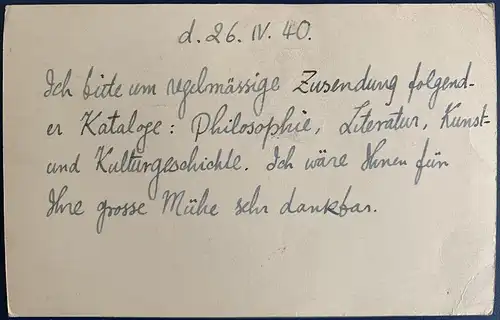 d. 26. IV. 40.
Ich bitte um regelmässige Zusendung folgend-
er Kataloge: Philosophie, Literatur, Kunst-
und Kulturgeschichte. Ich wäre Ihnen für
Ihre grosse Mühe sehr dankbar.